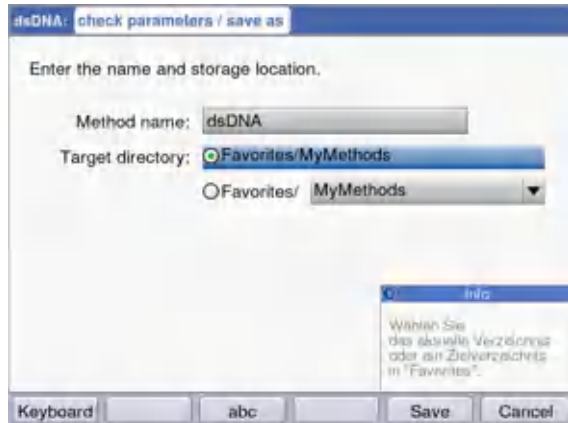 dsDNA: check parameters / save as
Enter the name and storage location.
Method name: dsDNA
Target directory: Favorites/MyMethods
Favorites/ MyMethods
Info
Wählen Sie
das aktuelle Verzeichnis
oder ein Zielverzeichnis
in "Favorites".
Keyboard abc Save Cancel